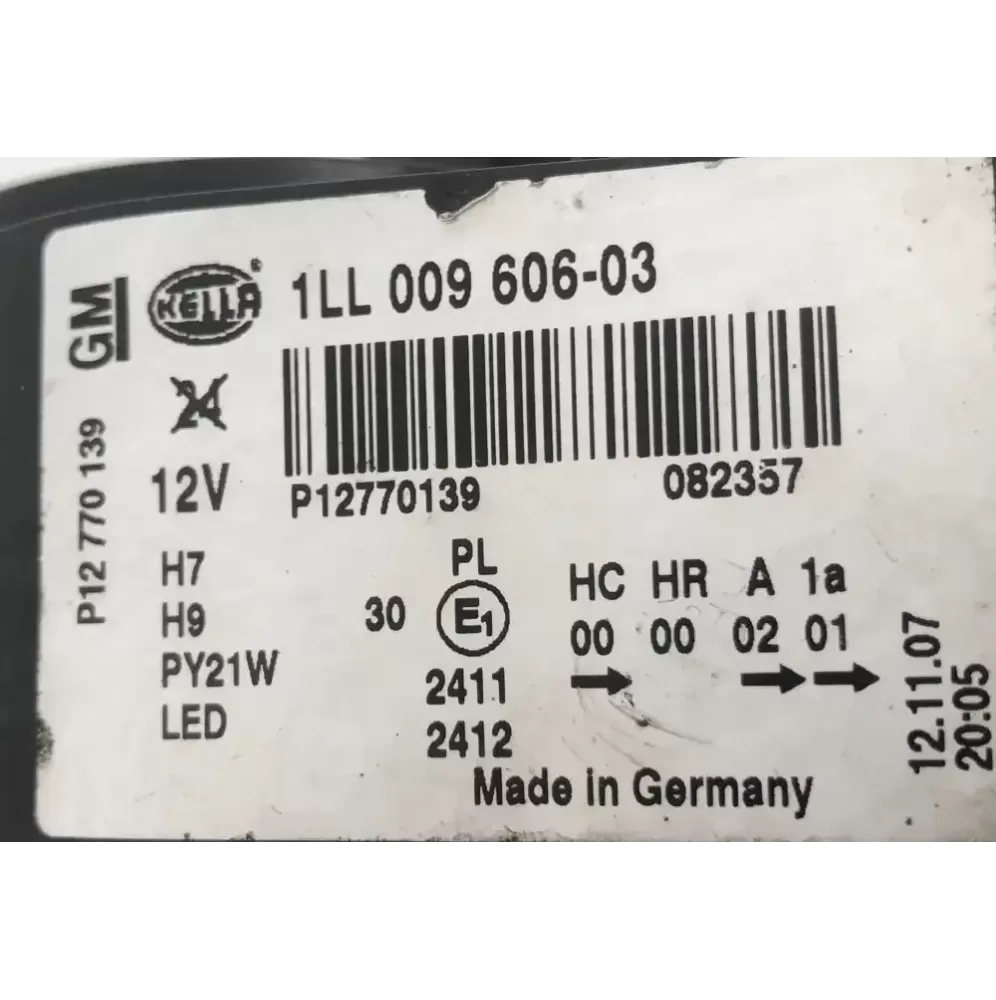 GM
HELLA® 1LL 009 606-03
24
12V
P12 770 139
P12770139 082357
H7
H9
PY21W
LED
PL
30 E1
2411
2412
HC HR A 1a
00 00 02 01
Made in Germany
12.11.07
20:05